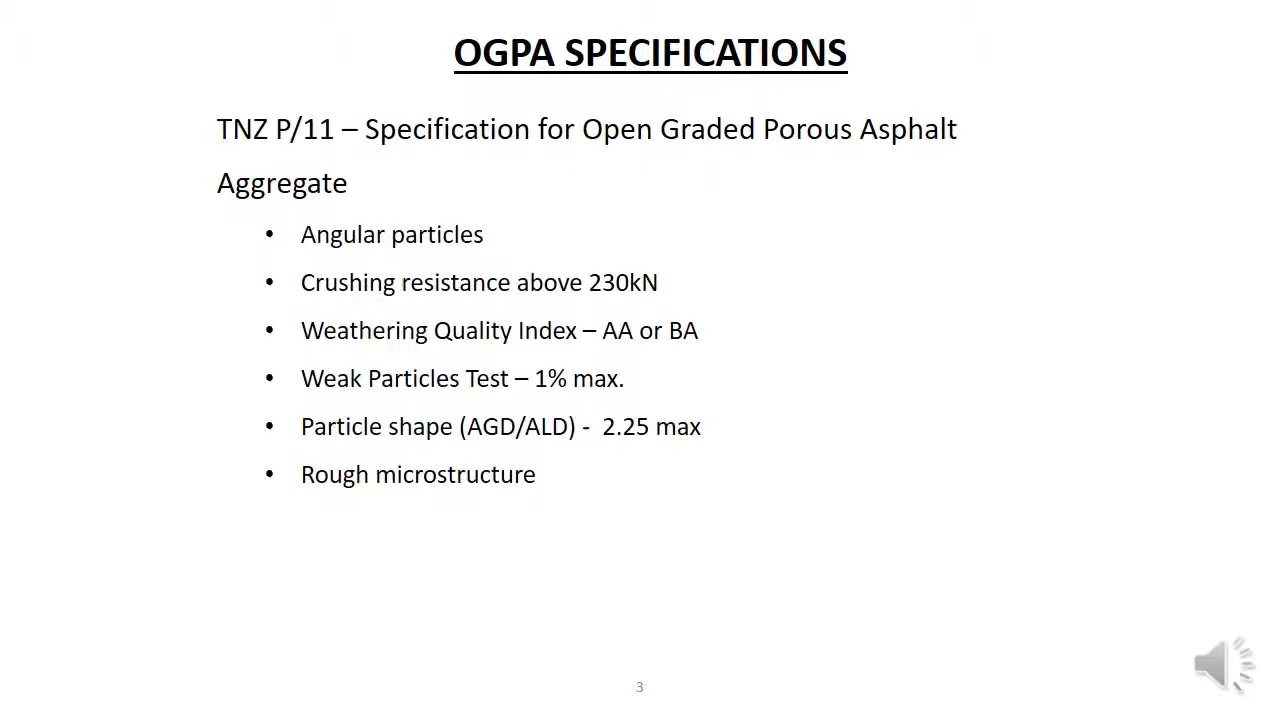 OGPA SPECIFICATIONS
TNZ P/11 – Specification for Open Graded Porous Asphalt
Aggregate
• Angular particles
• Crushing resistance above 230kN
• Weathering Quality Index – AA or BA
• Weak Particles Test – 1% max.
• Particle shape (AGD/ALD) - 2.25 max
• Rough microstructure
3